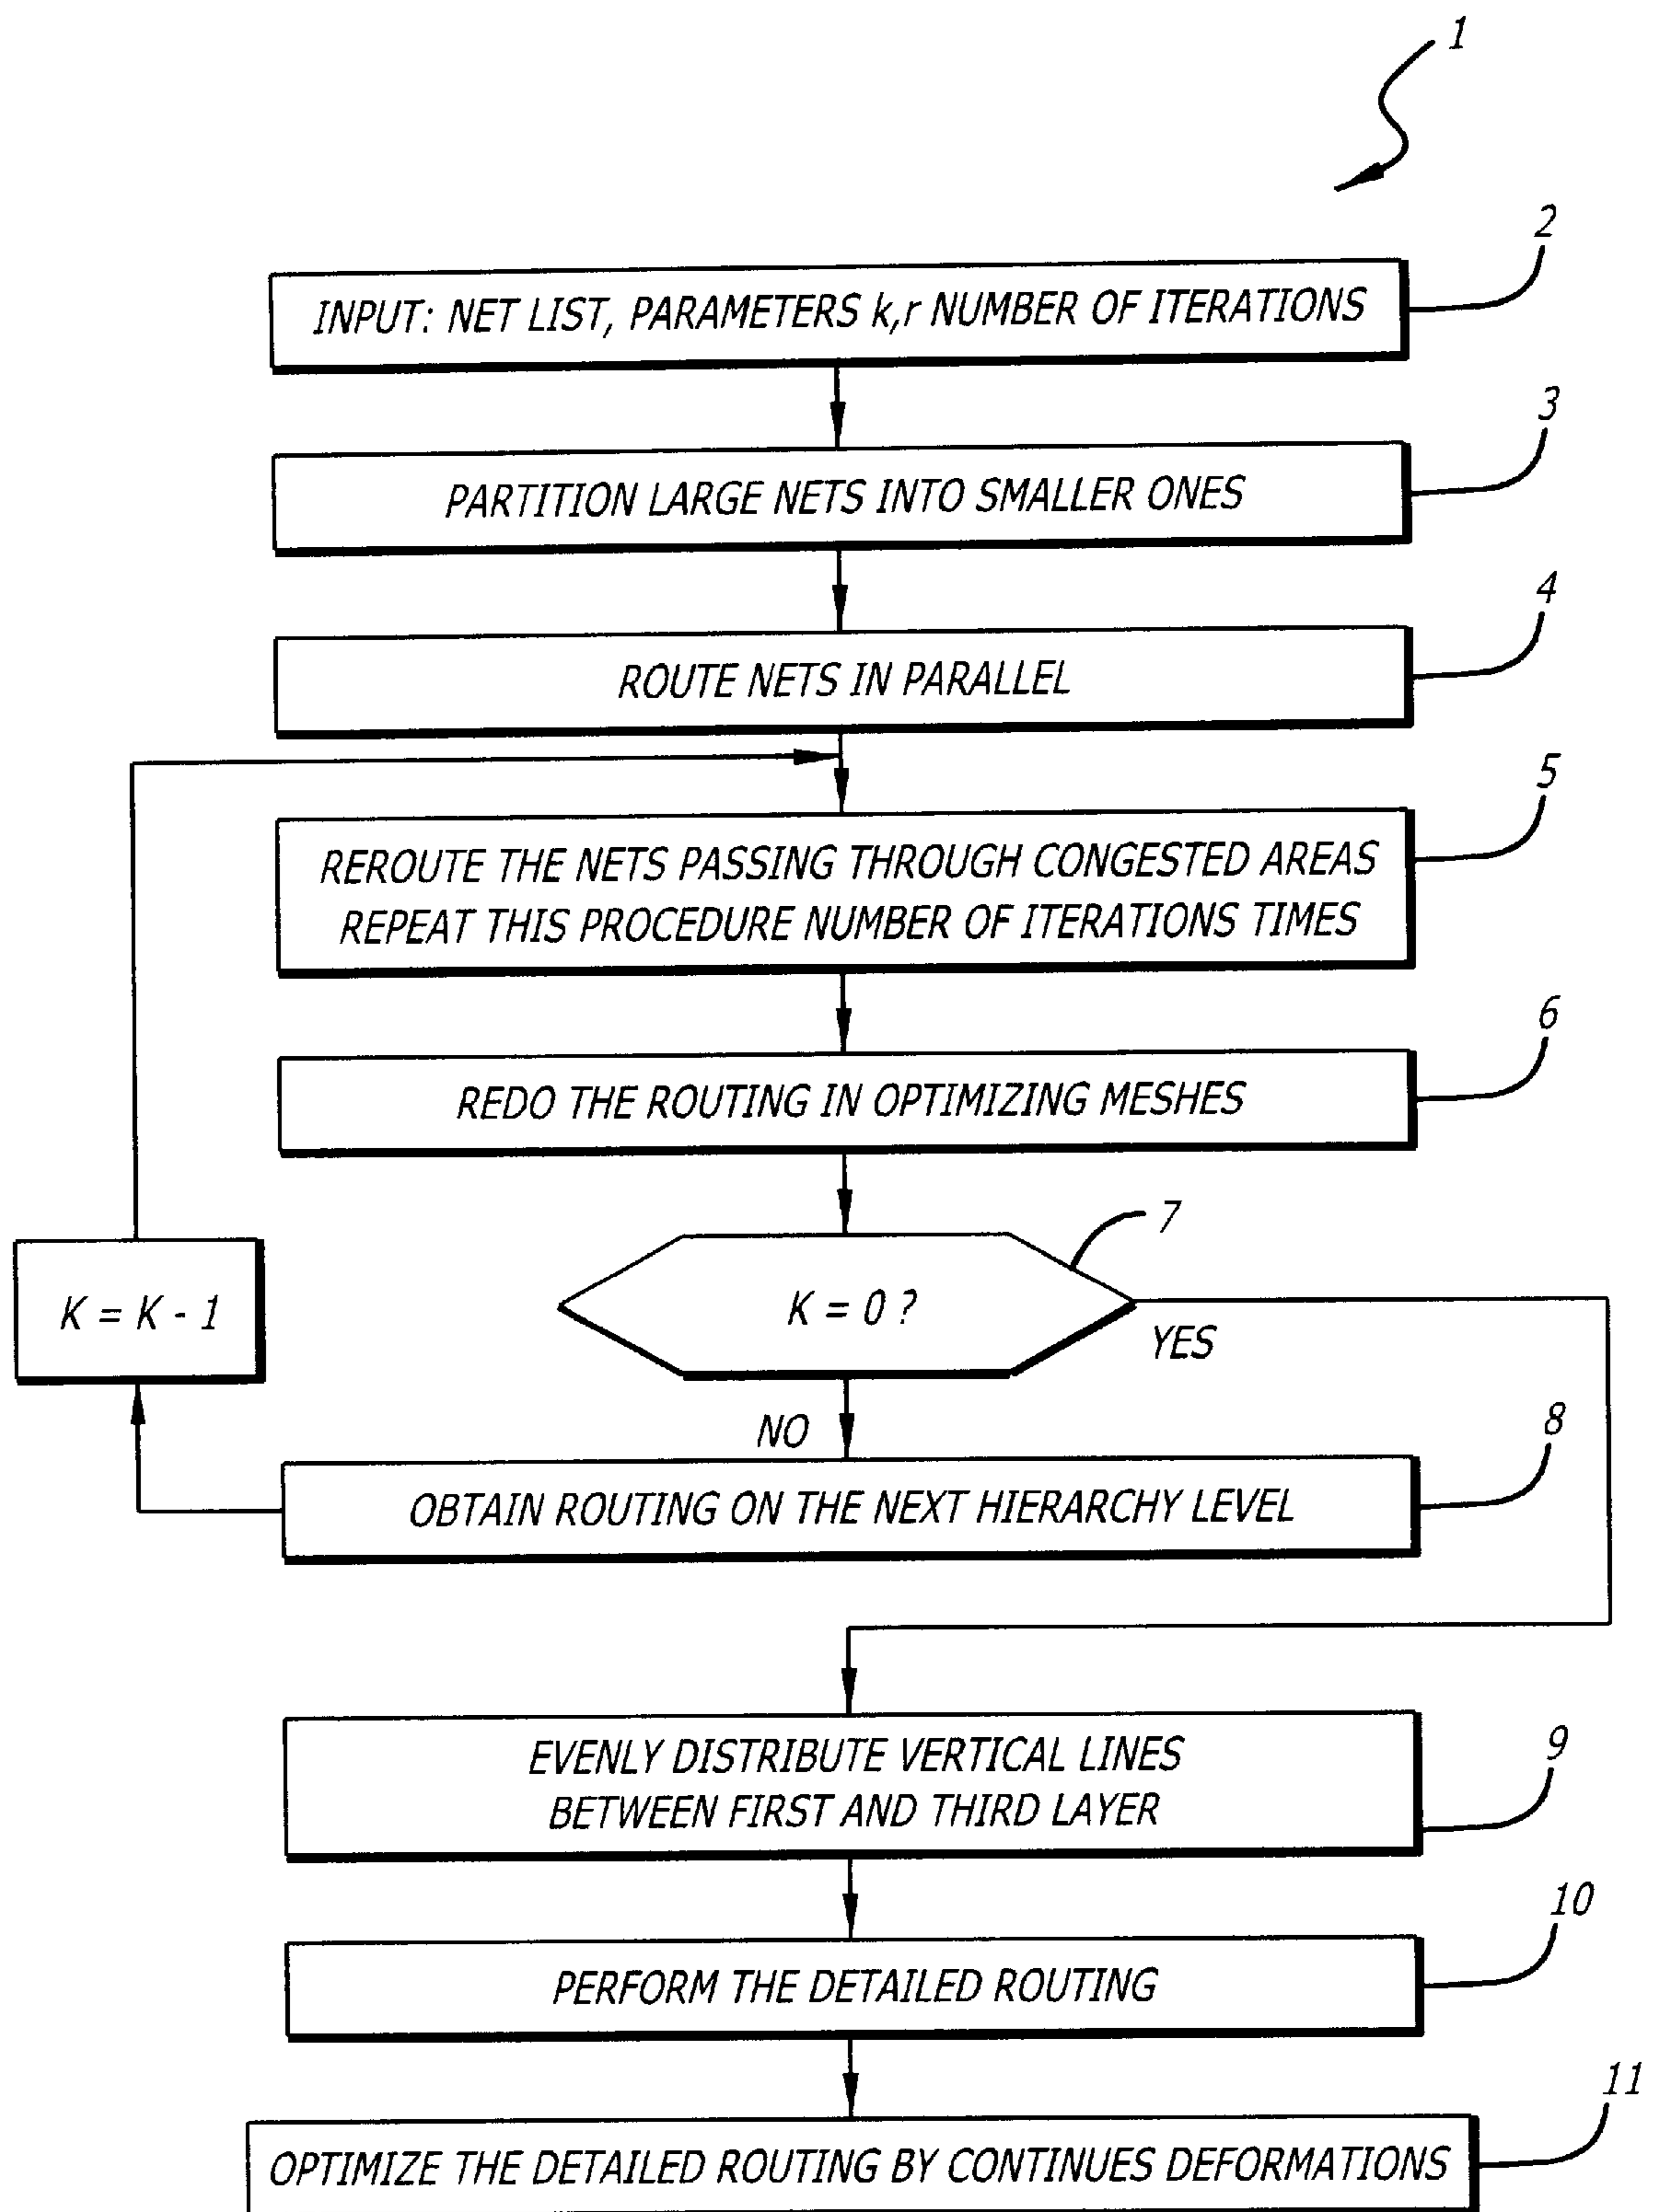 1
2
INPUT: NET LIST, PARAMETERS k,r NUMBER OF ITERATIONS
3
PARTITION LARGE NETS INTO SMALLER ONES
4
ROUTE NETS IN PARALLEL
5
REROUTE THE NETS PASSING THROUGH CONGESTED AREAS
REPEAT THIS PROCEDURE NUMBER OF ITERATIONS TIMES
6
REDO THE ROUTING IN OPTIMIZING MESHES
7
K = K - 1
K = 0 ?
YES
NO
8
OBTAIN ROUTING ON THE NEXT HIERARCHY LEVEL
9
EVENLY DISTRIBUTE VERTICAL LINES
BETWEEN FIRST AND THIRD LAYER
10
PERFORM THE DETAILED ROUTING
11
OPTIMIZE THE DETAILED ROUTING BY CONTINUES DEFORMATIONS